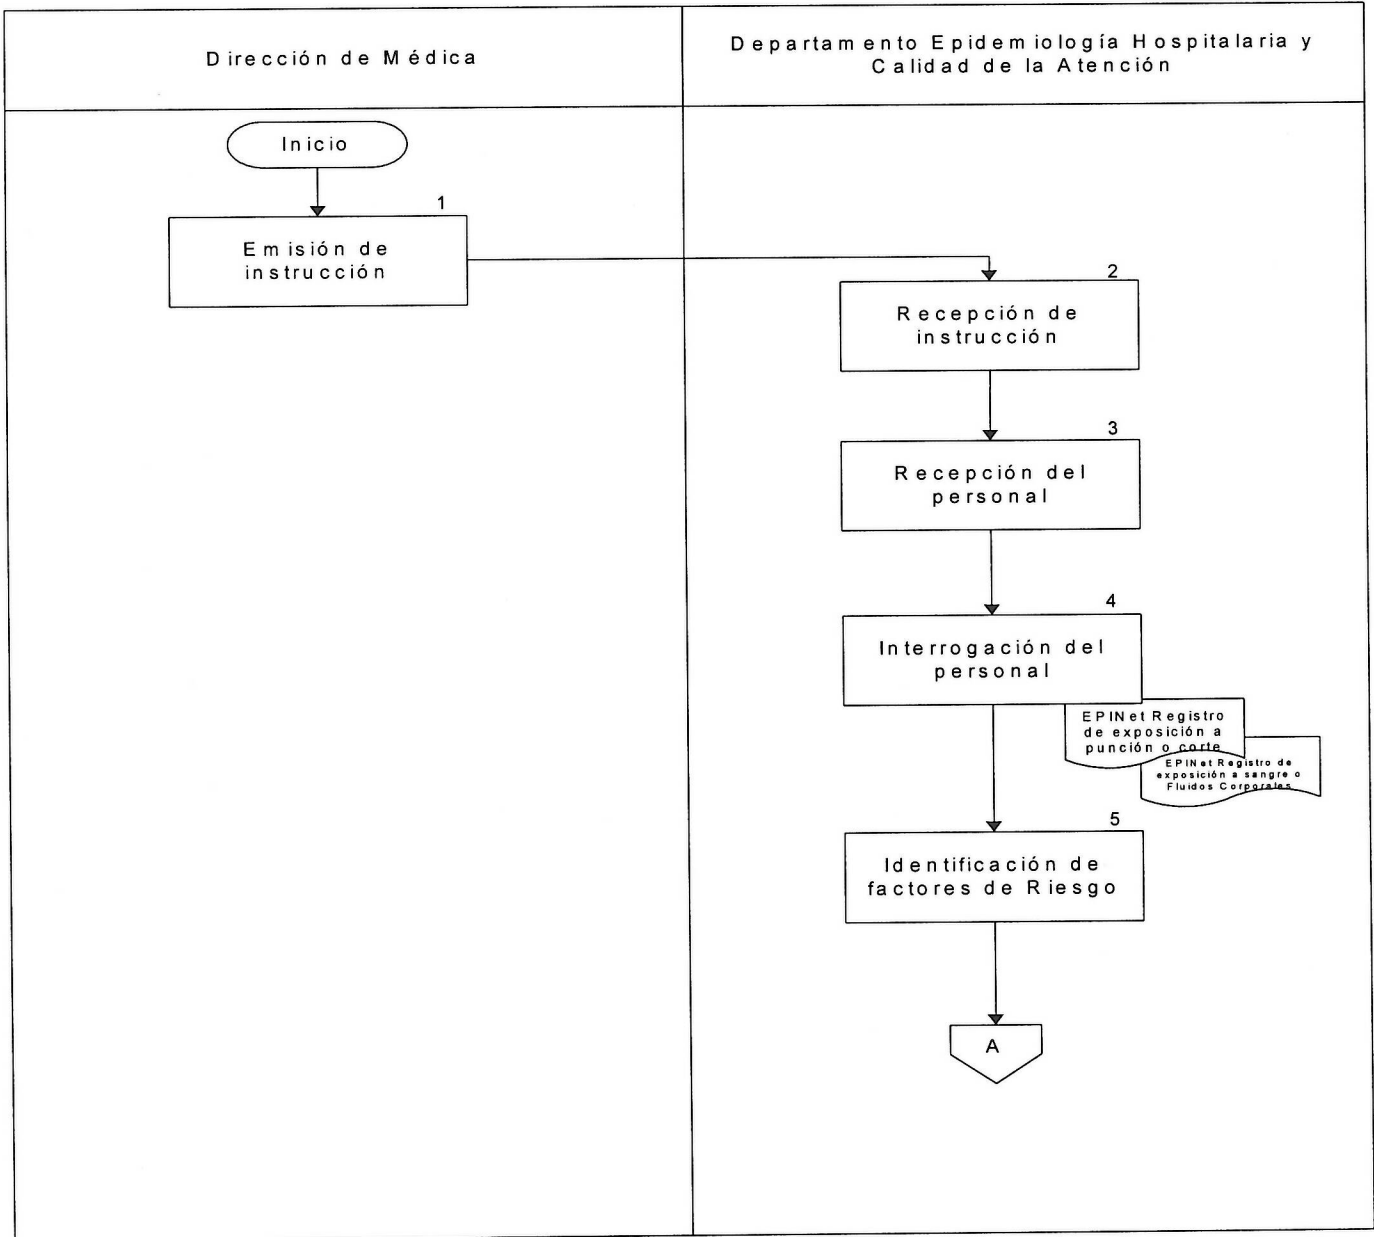 Dirección de Médica
Departamento Epidemiología Hospitalaria y
Calidad de la Atención
Inicio
1
Emisión de
instrucción
2
Recepción de
instrucción
3
Recepción del
personal
4
Interrogación del
personal
EPINet Registro
de exposición a
punción o corte
EPINet Registro de
exposición a sangre o
Fluidos Corporales
5
Identificación de
factores de Riesgo
A